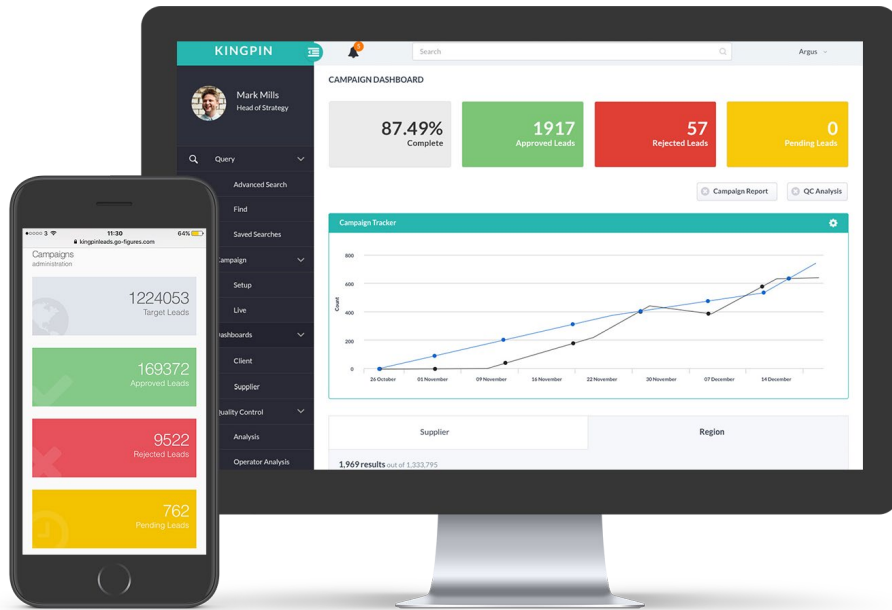 KINGPIN
5
Search
Argus
Mark Mills
Head of Strategy
CAMPAIGN DASHBOARD
87.49%
Complete
1917
Approved Leads
57
Rejected Leads
0
Pending Leads
Query
Advanced Search
Find
Saved Searches
Campaign
Setup
Live
Dashboards
Client
Supplier
Quality Control
Analysis
Operator Analysis
Campaign Report
QC Analysis
Campaign Tracker
800
600
400
200
0
Count
26 October
01 November
09 November
16 November
22 November
30 November
07 December
14 December
Supplier
Region
1,969 results out of 1,333,795
3
11:30
64%
kingpinleads.go-figures.com
Campaigns
administration
1224053
Target Leads
169372
Approved Leads
9522
Rejected Leads
762
Pending Leads